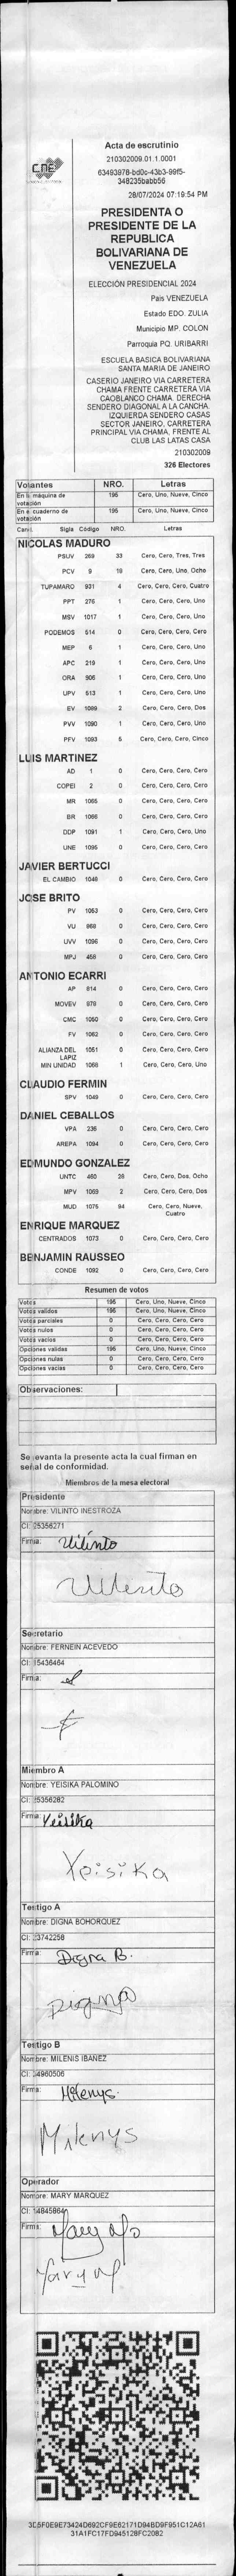 CNE
Acta de escrutinio
210302009.01.1.0001
63493978-bd0c-43b3-99f5-
348235babb56
28/07/2024 07:19:54 PM
PRESIDENTA O
PRESIDENTE DE LA
REPUBLICA
BOLIVARIANA DE
VENEZUELA
ELECCIÓN PRESIDENCIAL 2024
Pais VENEZUELA
Estado EDO. ZULIA
Municipio MP. COLON
Parroquia PQ. URIBARRI
ESCUELA BASICA BOLIVARIANA
SANTA MARIA DE JANEIRO
CASERIO JANEIRO VIA CARRETERA
CHAMA FRENTE CARRETERA VIA
CAOBLANCO CHAMA. DERECHA
SENDERO DIAGONAL A LA CANCHA.
IZQUIERDA SENDERO CASAS
SECTOR JANEIRO, CARRETERA
PRINCIPAL VIA CHAMA, FRENTE AL
CLUB LAS LATAS CASA
210302009
326 Electores
Votantes NRO. Letras
En la máquina de votación 195 Cero, Uno, Nueve, Cinco
En el cuaderno de votación 195 Cero, Uno, Nueve, Cinco
Cand. Sigla Código NRO. Letras
NICOLAS MADURO
PSUV 269 33 Cero, Cero, Tres, Tres
PCV 9 18 Cero, Cero, Uno, Ocho
TUPAMARO 931 4 Cero, Cero, Cero, Cuatro
PPT 276 1 Cero, Cero, Cero, Uno
MSV 1017 1 Cero, Cero, Cero, Uno
PODEMOS 514 0 Cero, Cero, Cero, Cero
MEP 6 1 Cero, Cero, Cero, Uno
APC 219 1 Cero, Cero, Cero, Uno
ORA 906 1 Cero, Cero, Cero, Uno
UPV 613 1 Cero, Cero, Cero, Uno
EV 1089 2 Cero, Cero, Cero, Dos
PVV 1090 1 Cero, Cero, Cero, Uno
PFV 1093 5 Cero, Cero, Cero, Cinco
LUIS MARTINEZ
AD 1 0 Cero, Cero, Cero, Cero
COPEI 2 0 Cero, Cero, Cero, Cero
MR 1065 0 Cero, Cero, Cero, Cero
BR 1066 0 Cero, Cero, Cero, Cero
DDP 1091 1 Cero, Cero, Cero, Uno
UNE 1095 0 Cero, Cero, Cero, Cero
JAVIER BERTUCCI
EL CAMBIO 1048 0 Cero, Cero, Cero, Cero
JOSE BRITO
PV 1053 0 Cero, Cero, Cero, Cero
VU 868 0 Cero, Cero, Cero, Cero
UVV 1096 0 Cero, Cero, Cero, Cero
MPJ 458 0 Cero, Cero, Cero, Cero
ANTONIO ECARRI
AP 814 0 Cero, Cero, Cero, Cero
MOVEV 879 0 Cero, Cero, Cero, Cero
CMC 1050 0 Cero, Cero, Cero, Cero
FV 1062 0 Cero, Cero, Cero, Cero
ALIANZA DEL LAPIZ 1051 0 Cero, Cero, Cero, Cero
MIN UNIDAD 1068 1 Cero, Cero, Cero, Uno
CLAUDIO FERMIN
SPV 1049 0 Cero, Cero, Cero, Cero
DANIEL CEBALLOS
VPA 236 0 Cero, Cero, Cero, Cero
AREPA 1094 0 Cero, Cero, Cero, Cero
EDMUNDO GONZALEZ
UNTC 460 28 Cero, Cero, Dos, Ocho
MPV 1069 2 Cero, Cero, Cero, Dos
MUD 1075 94 Cero, Cero, Nueve, Cuatro
ENRIQUE MARQUEZ
CENTRADOS 1073 0 Cero, Cero, Cero, Cero
BENJAMIN RAUSSEO
CONDE 1092 0 Cero, Cero, Cero, Cero
Resumen de votos
Votos 195 Cero, Uno, Nueve, Cinco
Votos validos 195 Cero, Uno, Nueve, Cinco
Votos parciales 0 Cero, Cero, Cero, Cero
Votos nulos 0 Cero, Cero, Cero, Cero
Votos vacios 0 Cero, Cero, Cero, Cero
Opciones validas 195 Cero, Uno, Nueve, Cinco
Opciones nulas 0 Cero, Cero, Cero, Cero
Opciones vacias 0 Cero, Cero, Cero, Cero
Observaciones:
Se levanta la presente acta la cual firman en
señal de conformidad.
Miembros de la mesa electoral
Presidente
Nombre: VILINTO INESTROZA
CI: 25356271
Firma: Vilinto
Vilinto
Secretario
Nombre: FERNEIN ACEVEDO
CI: 15436464
Firma:
Miembro A
Nombre: YEISIKA PALOMINO
CI: 25356282
Firma: Yeisika
Yeisika
Testigo A
Nombre: DIGNA BOHORQUEZ
CI: 23742258
Firma: Digna B.
Digna
Testigo B
Nombre: MILENIS IBAÑEZ
CI: 24960506
Firma: Milenys.
Milenys
Operador
Nombre: MARY MARQUEZ
CI: 14845864
Firma: Mary
Mary
3E5F0E9E73424D692CF9E62171D94BD9F951C12A61
31A1FC17FD945128FC2082